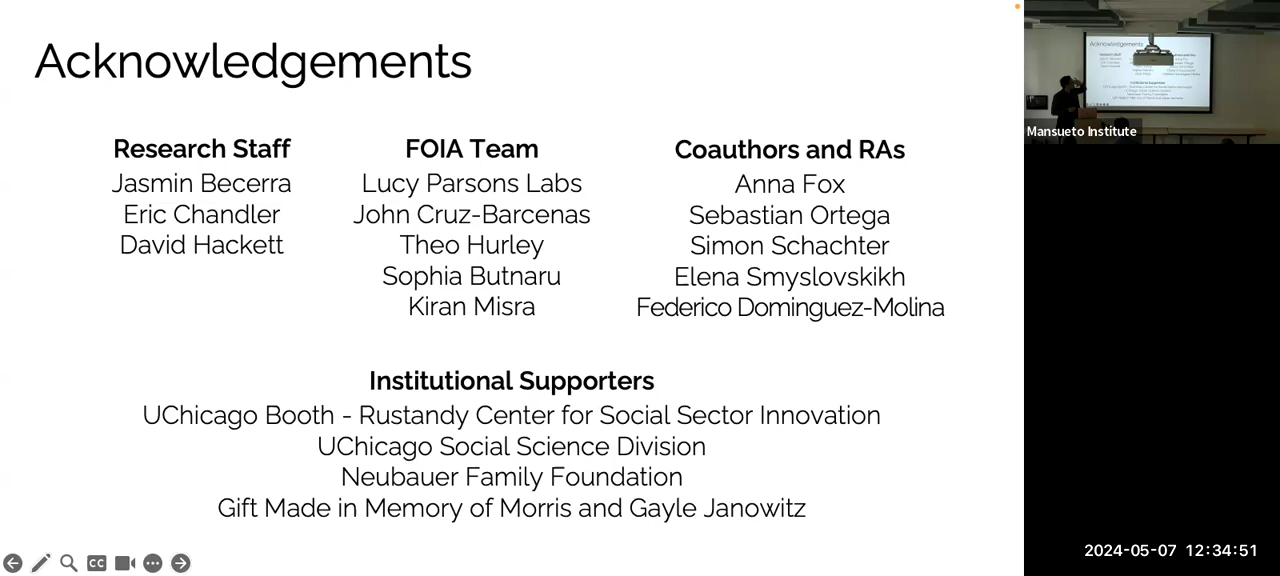 Acknowledgements
Research Staff
Jasmin Becerra
Eric Chandler
David Hackett
FOIA Team
Lucy Parsons Labs
John Cruz-Barcenas
Theo Hurley
Sophia Butnaru
Kiran Misra
Coauthors and RAs
Anna Fox
Sebastian Ortega
Simon Schachter
Elena Smyslovskikh
Federico Dominguez-Molina
Institutional Supporters
UChicago Booth - Rustandy Center for Social Sector Innovation
UChicago Social Science Division
Neubauer Family Foundation
Gift Made in Memory of Morris and Gayle Janowitz
CC
Acknowledgements
Mansueto Institute
2024-05-07 12:34:51